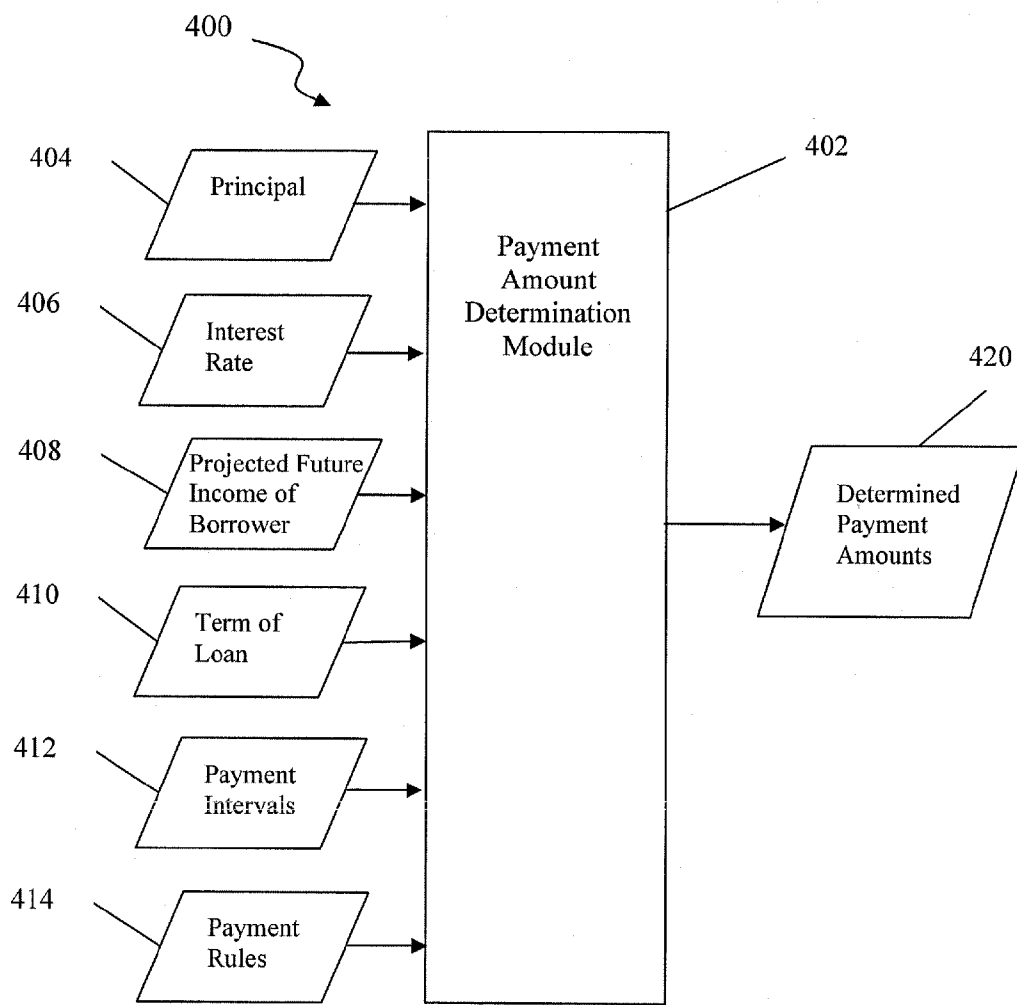 400
404
Principal
402
Payment
Amount
Determination
Module
406
Interest
Rate
420
408
Projected Future
Income of
Borrower
Determined
Payment
Amounts
410
Term of
Loan
412
Payment
Intervals
414
Payment
Rules